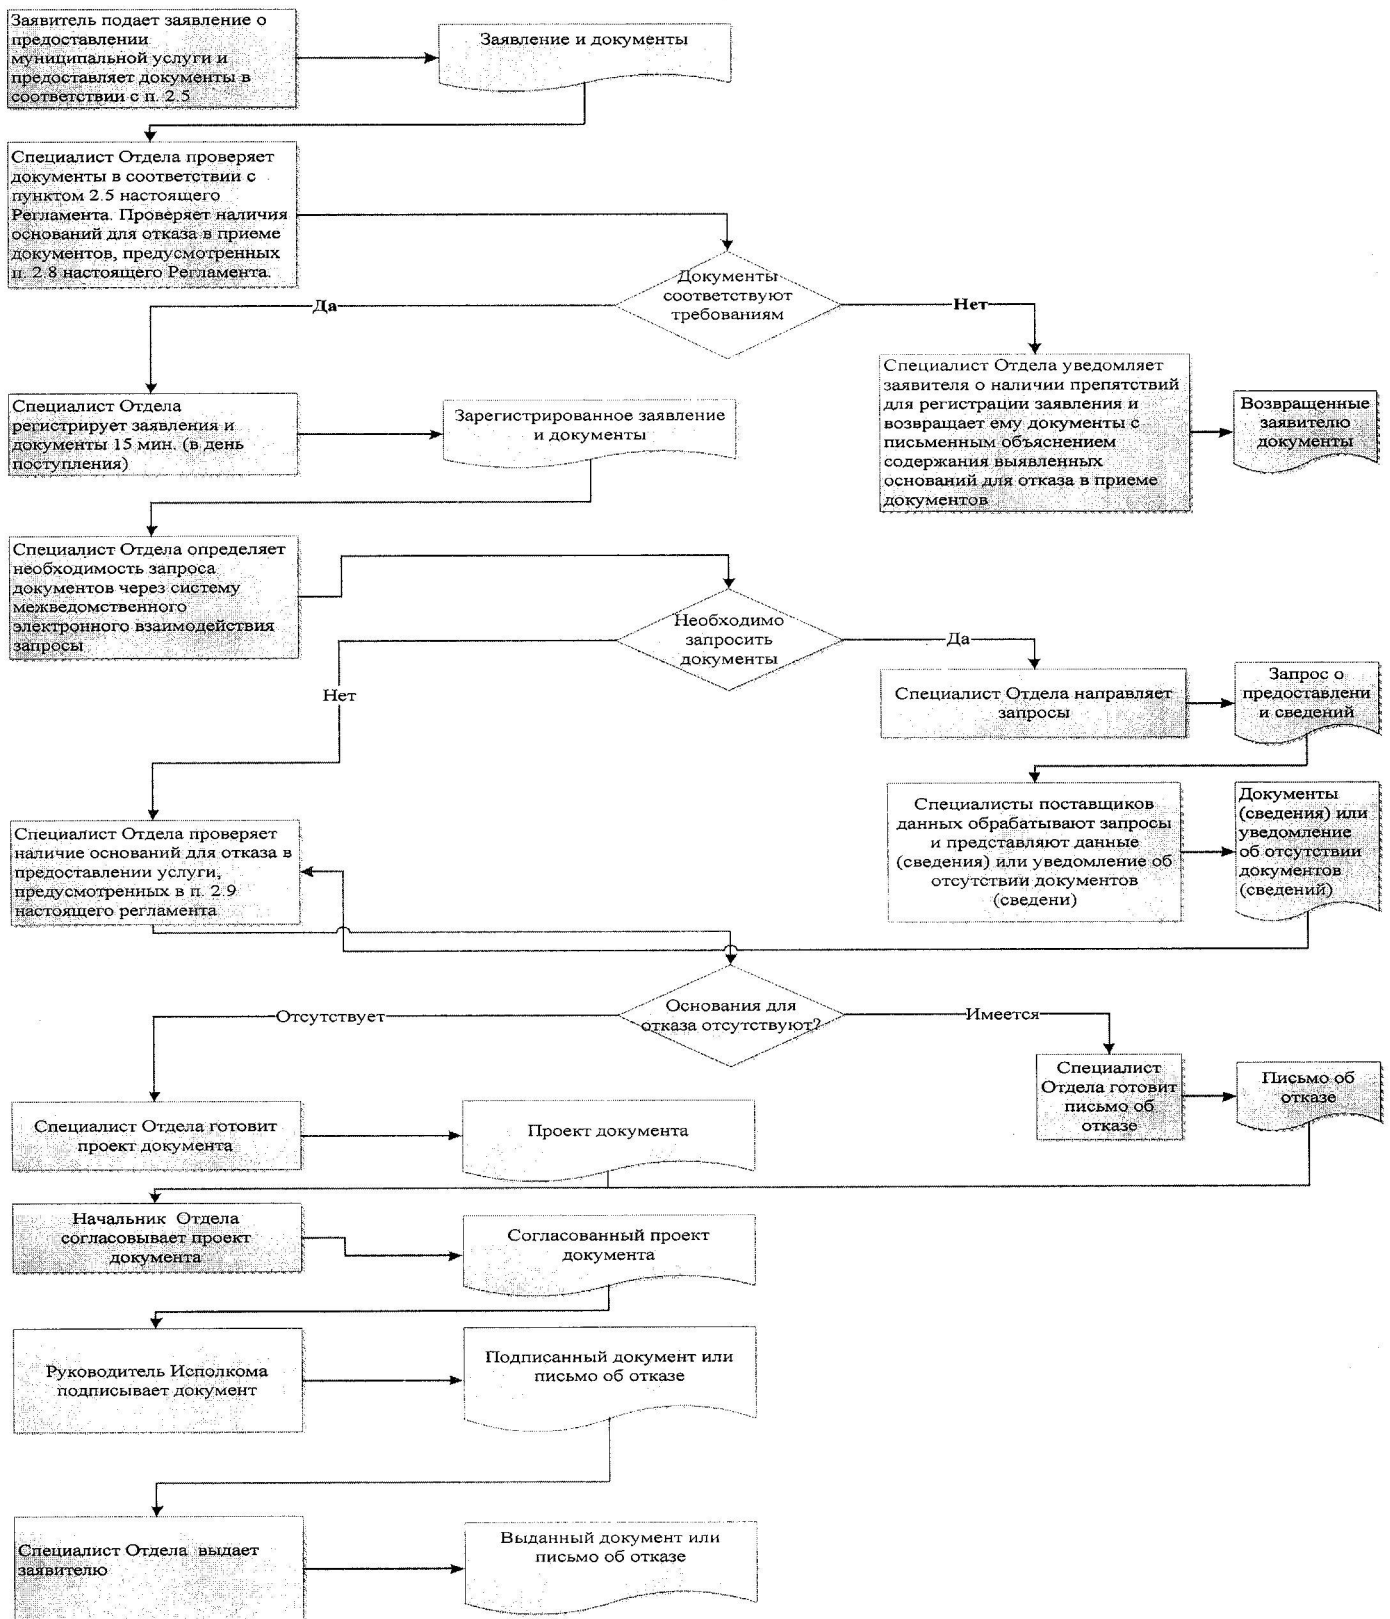 Заявитель подает заявление о
предоставлении
муниципальной услуги и
предоставляет документы в
соответствии с п. 2.5
Заявление и документы
Специалист Отдела проверяет
документы в соответствии с
пунктом 2.5 настоящего
Регламента. Проверяет наличия
оснований для отказа в приеме
документов, предусмотренных
п. 2.8 настоящего Регламента.
Документы
соответствуют
требованиям
Да
Нет
Специалист Отдела
регистрирует заявления и
документы 15 мин. (в день
поступления)
Зарегистрированное заявление
и документы
Специалист Отдела уведомляет
заявителя о наличии препятствий
для регистрации заявления и
возвращает ему документы с
письменным объяснением
содержания выявленных
оснований для отказа в приеме
документов
Возвращенные
заявителю
документы
Специалист Отдела определяет
необходимость запроса
документов через систему
межведомственного
электронного взаимодействия
запросы
Необходимо
запросить
документы
Да
Нет
Специалист Отдела направляет
запросы
Запрос о
предоставлени
и сведений
Специалисты поставщиков
данных обрабатывают запросы
и представляют данные
(сведения) или уведомление об
отсутствии документов
(сведени)
Документы
(сведения) или
уведомление
об отсутствии
документов
(сведений)
Специалист Отдела проверяет
наличие оснований для отказа в
предоставлении услуги,
предусмотренных в п. 2.9
настоящего регламента
Основания для
отказа отсутствуют?
Отсутствует
Имеется
Специалист
Отдела готовит
письмо об
отказе
Письмо об
отказе
Специалист Отдела готовит
проект документа
Проект документа
Начальник Отдела
согласовывает проект
документа
Согласованный проект
документа
Руководитель Исполкома
подписывает документ
Подписанный документ или
письмо об отказе
Специалист Отдела выдает
заявителю
Выданный документ или
письмо об отказе